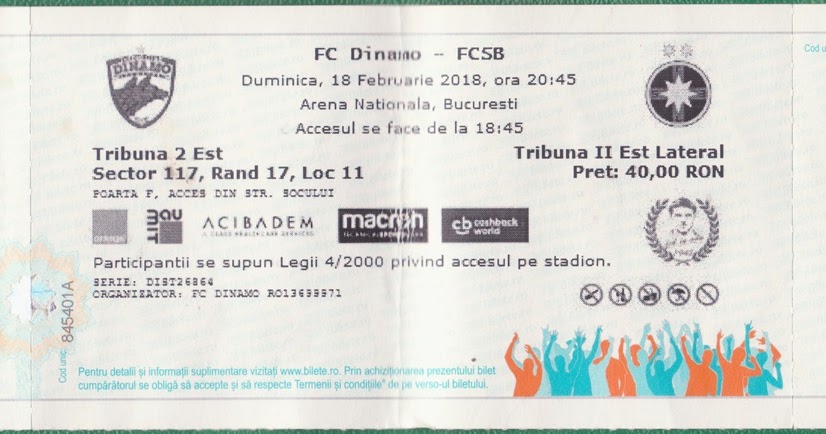 FC Dinamo - FCSB
Duminica, 18 Februarie 2018, ora 20:45
Arena Nationala, Bucuresti
Accesul se face de la 18:45
DINAMO
Cod u
Tribuna 2 Est
Sector 117, Rand 17, Loc 11
POARTA F, ACCES DIN STR. SOCULUI
Tribuna II Est Lateral
Pret: 40,00 RON
orange
ACIBADEM
macron
cb cashback world
Participantii se supun Legii 4/2000 privind accesul pe stadion.
SERIE: DIST26864
ORGANIZATOR: FC DINAMO RO13699971
Cod unic: 845401A
Pentru detalii și informații suplimentare vizitați www.bilete.ro. Prin achiziționarea prezentului bilet
cumpărătorul se obligă să accepte și să respecte Termenii și condițiile" de pe verso-ul biletului.